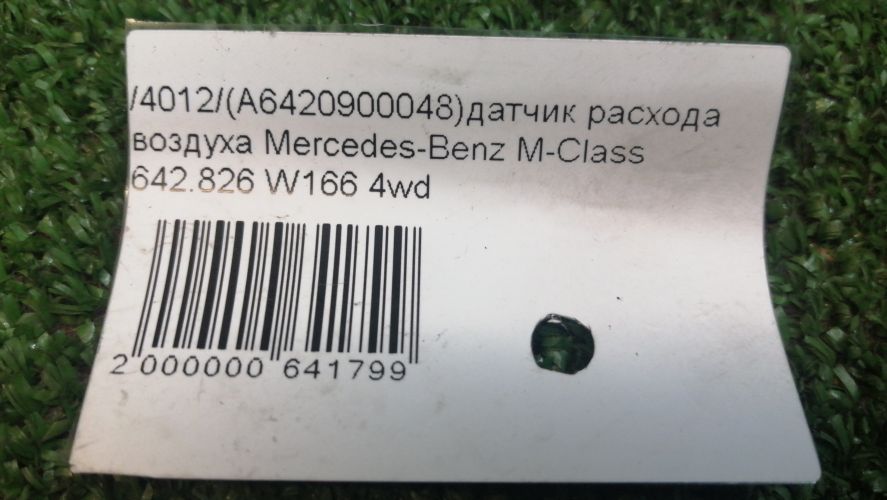 /4012/(A6420900048)датчик расхода
воздуха Mercedes-Benz M-Class
642.826 W166 4wd
2 000000 641799